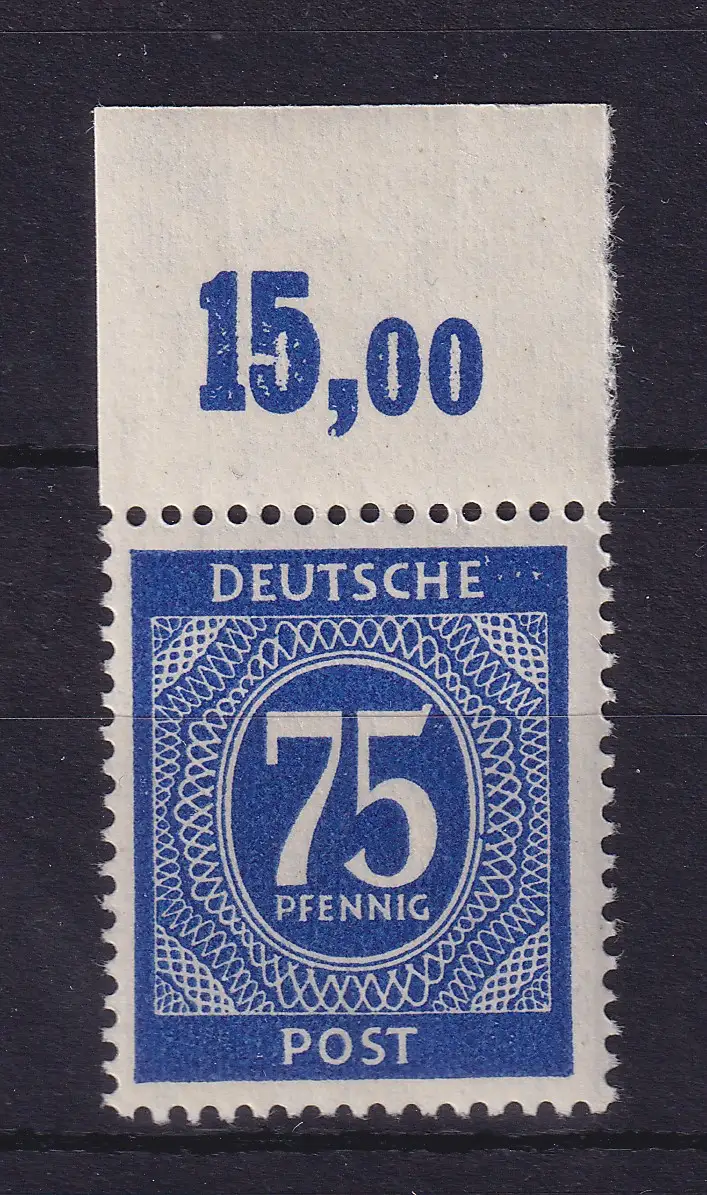 15,00
DEUTSCHE
75
PFENNIG
POST